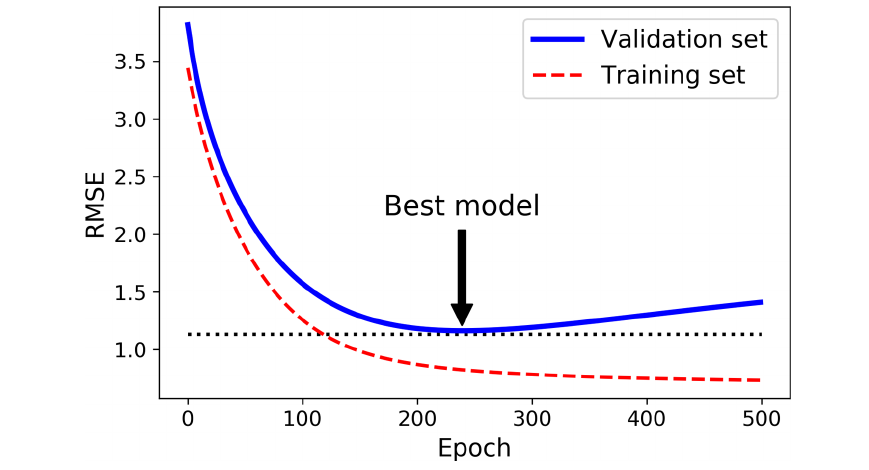 Validation set
Training set
Best model
RMSE
3.5
3.0
2.5
2.0
1.5
1.0
0 100 200 300 400 500
Epoch